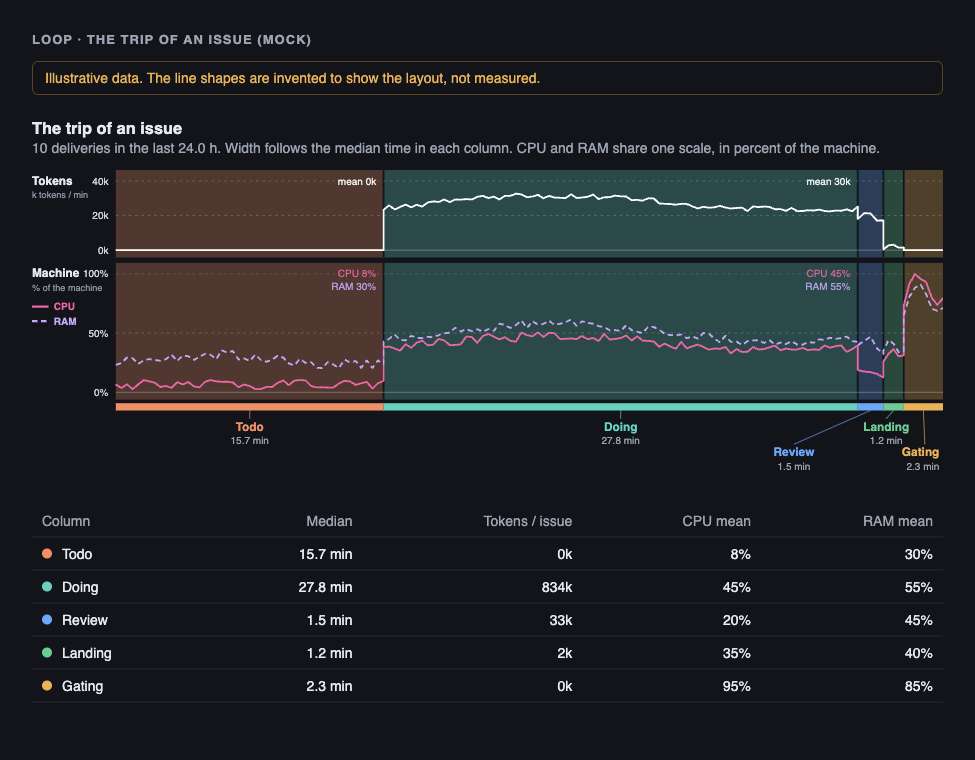 LOOP · THE TRIP OF AN ISSUE (MOCK)
Illustrative data. The line shapes are invented to show the layout, not measured.
The trip of an issue
10 deliveries in the last 24.0 h. Width follows the median time in each column. CPU and RAM share one scale, in percent of the machine.
Tokens 40k mean 0k mean 30k
k tokens / min
20k
0k
Machine 100% CPU 8% CPU 45%
% of the machine RAM 30% RAM 55%
CPU
RAM
50%
0%
Todo Doing Landing
15.7 min 27.8 min 1.2 min
Review Gating
1.5 min 2.3 min
Column Median Tokens / issue CPU mean RAM mean
Todo 15.7 min 0k 8% 30%
Doing 27.8 min 834k 45% 55%
Review 1.5 min 33k 20% 45%
Landing 1.2 min 2k 35% 40%
Gating 2.3 min 0k 95% 85%